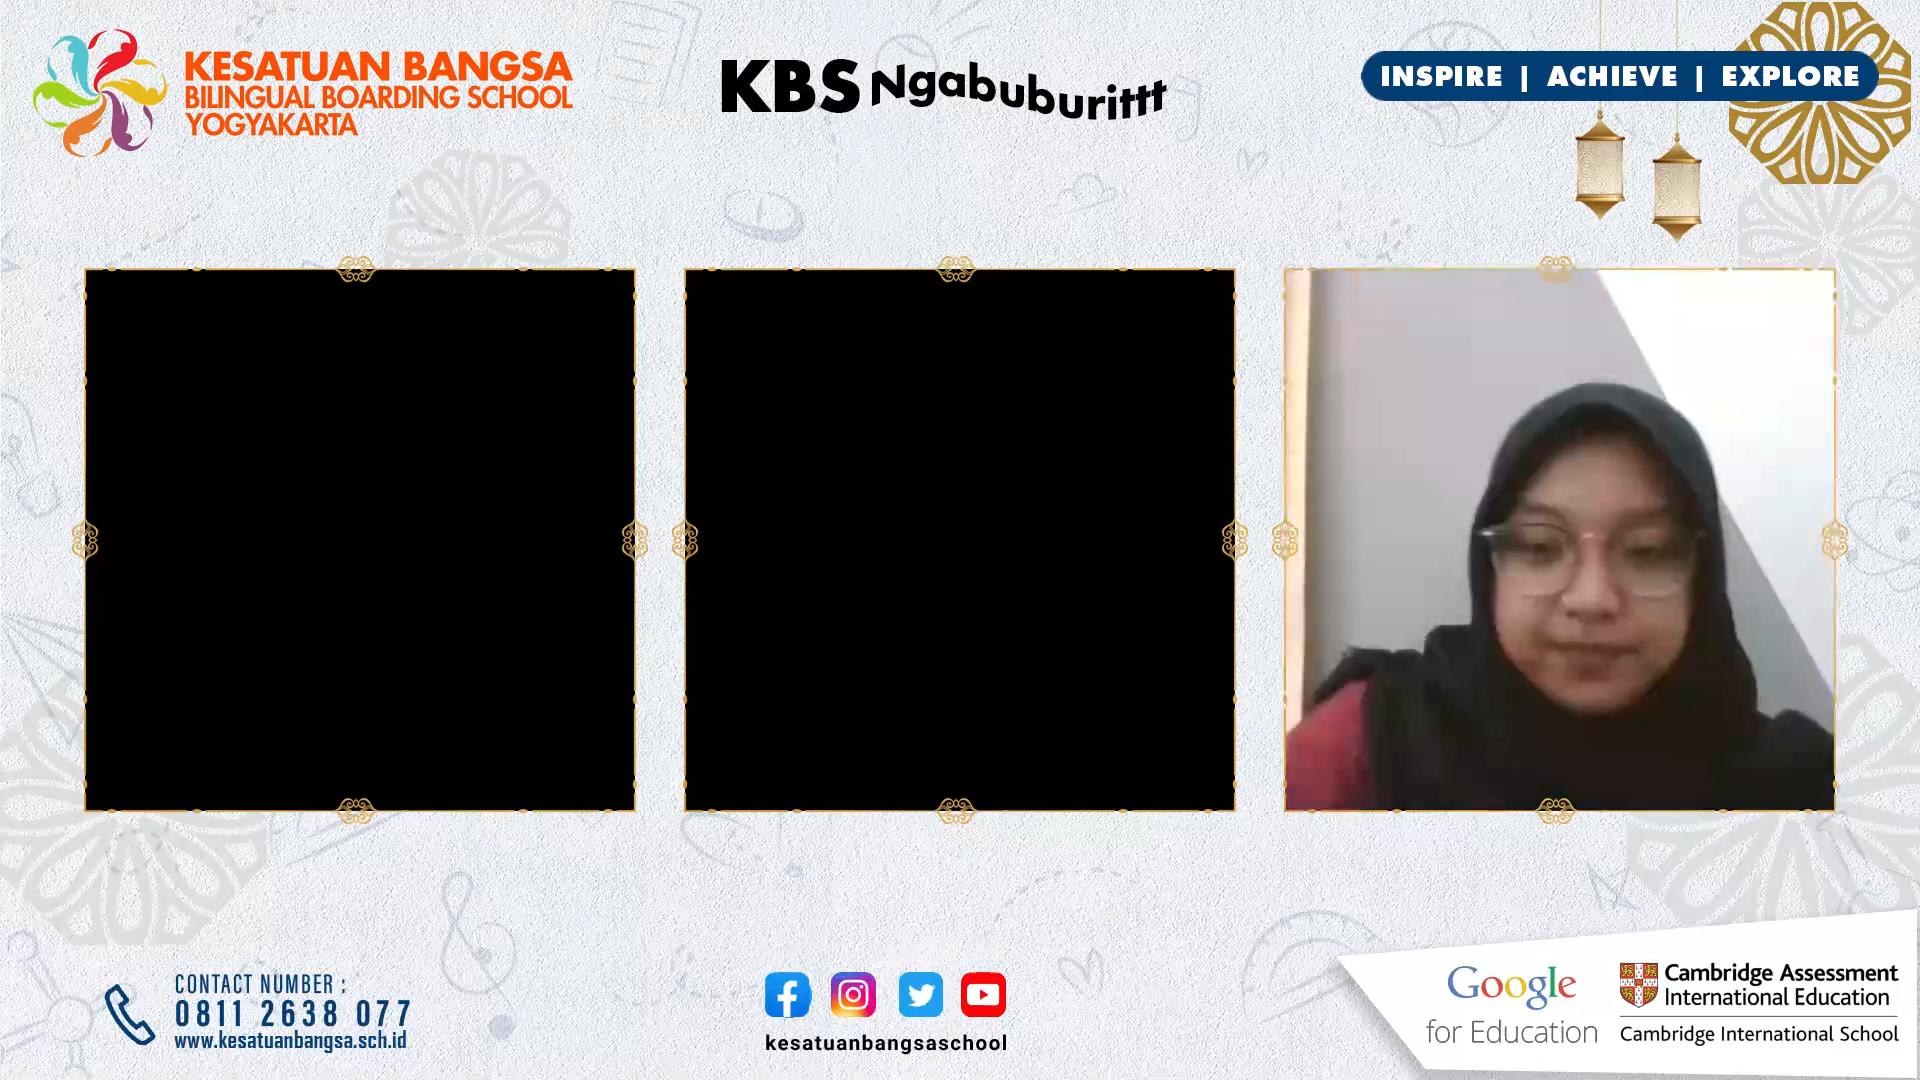 KESATUAN BANGSA
BILINGUAL BOARDING SCHOOL
YOGYAKARTA
KBS Ngabuburittt
INSPIRE | ACHIEVE | EXPLORE
CONTACT NUMBER :
0811 2638 077
www.kesatuanbangsa.sch.id
kesatuanbangsaschool
Google
for Education
Cambridge Assessment
International Education
Cambridge International School